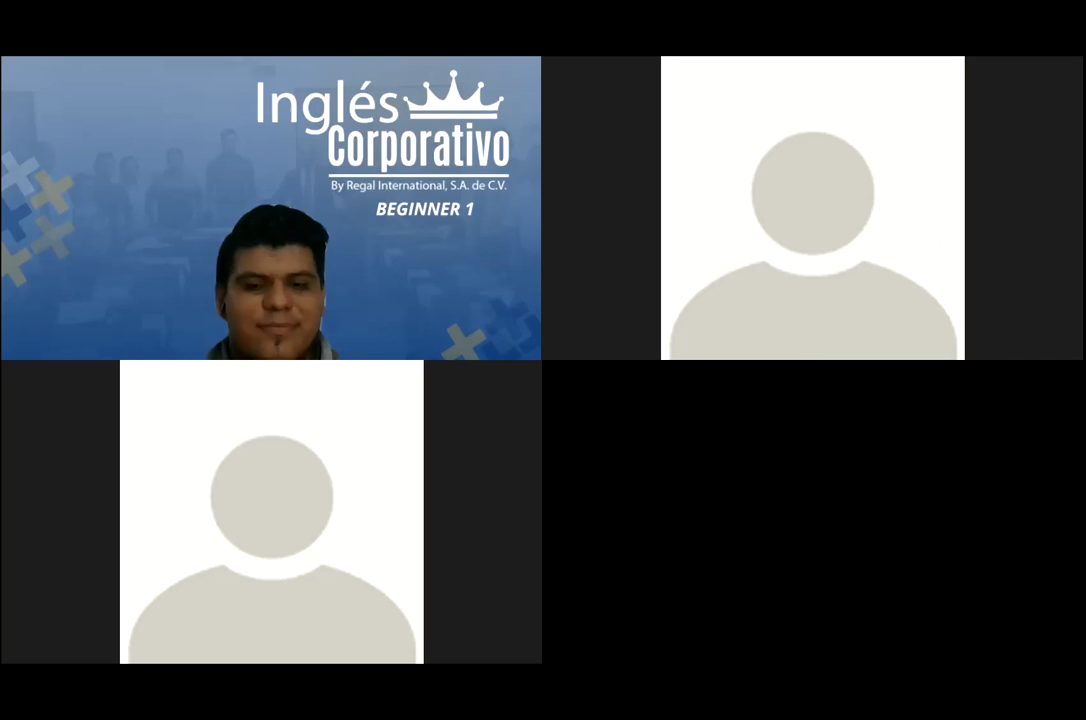 Inglés
Corporativo
By Regal International, S.A. de C.V.
BEGINNER 1